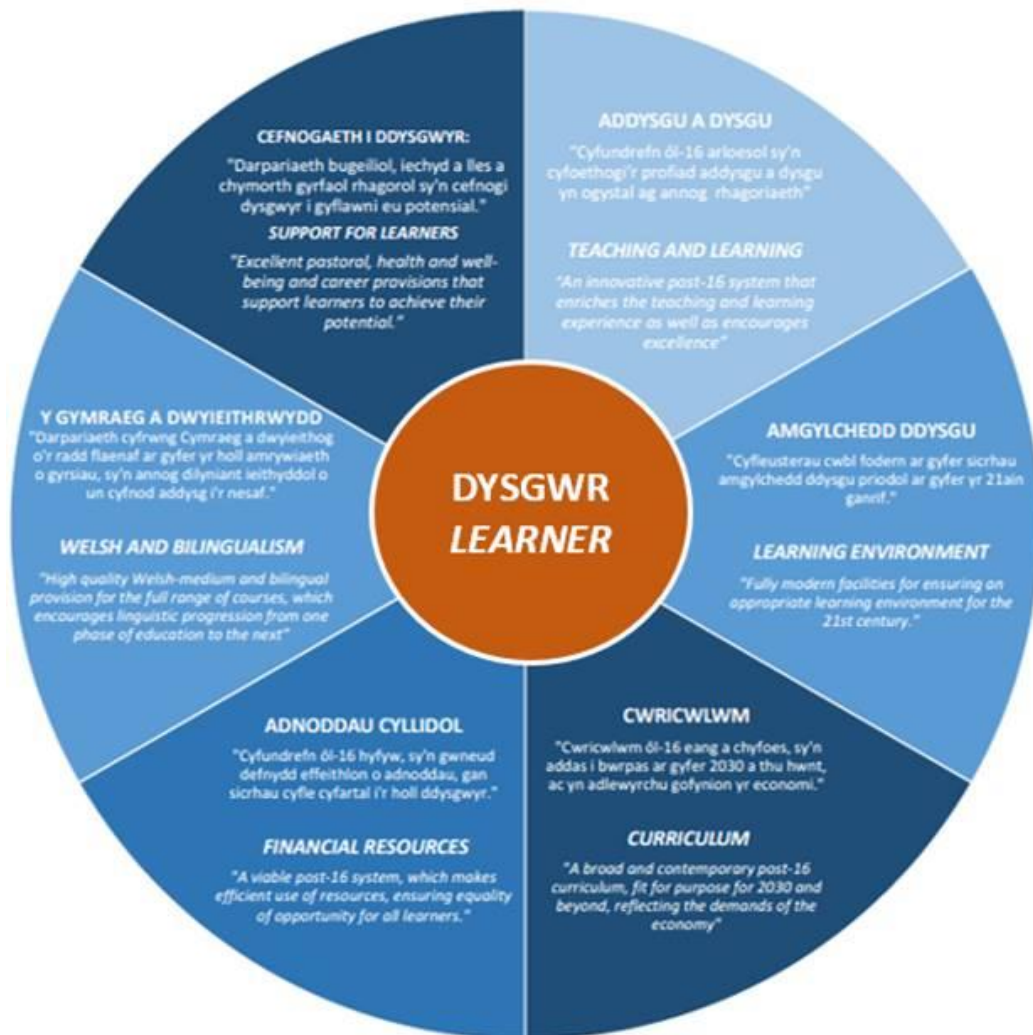 CEFNOGAETH I DDYSGWYR:
"Darpariaeth bugeiliol, iechyd a lles a
chymorth gyrfaol rhagorol sy'n cefnogi
dysgwyr i gyflawni eu potensial."
SUPPORT FOR LEARNERS
"Excellent pastoral, health and well-
being and career provisions that
support learners to achieve their
potential."
ADDYSGU A DYSGU
"Cyfundrefn ôl-16 arloesol sy'n
cyfoethogi'r profiad addysgu a dysgu
yn ogystal ag annog rhagoriaeth"
TEACHING AND LEARNING
"An innovative post-16 system that
enriches the teaching and learning
experience as well as encourages
excellence"
Y GYMRAEG A DWYIEITHRWYDD
"Darpariaeth cyfrwng Cymraeg a dwyieithog
o'r radd flaenaf ar gyfer yr holl amrywiaeth
o gyrsiau, sy'n annog dilyniant ieithyddol o
un cyfnod addysg i'r nesaf."
WELSH AND BILINGUALISM
"High quality Welsh-medium and bilingual
provision for the full range of courses, which
encourages linguistic progression from one
phase of education to the next"
DYSGWR
LEARNER
AMGYLCHEDD DDYSGU
"Cyfleusterau cwbl fodern ar gyfer sicrhau
amgylchedd ddysgu priodol ar gyfer yr 21ain
ganrif."
LEARNING ENVIRONMENT
"Fully modern facilities for ensuring an
appropriate learning environment for the
21st century."
ADNODDAU CYLLIDOL
"Cyfundrefn ôl-16 hyfyw, sy'n gwneud
defnydd effeithlon o adnoddau, gan
sicrhau cyfle cyfartal i'r holl ddysgwyr."
FINANCIAL RESOURCES
"A viable post-16 system, which makes
efficient use of resources, ensuring equality
of opportunity for all learners."
CWRICWLWM
"Cwricwlwm ôl-16 eang a chyfoes, sy'n
addas i bwrpas ar gyfer 2030 a thu hwnt,
ac yn adlewyrchu gofynion yr economi."
CURRICULUM
"A broad and contemporary post-16
curriculum, fit for purpose for 2030 and
beyond, reflecting the demands of the
economy"